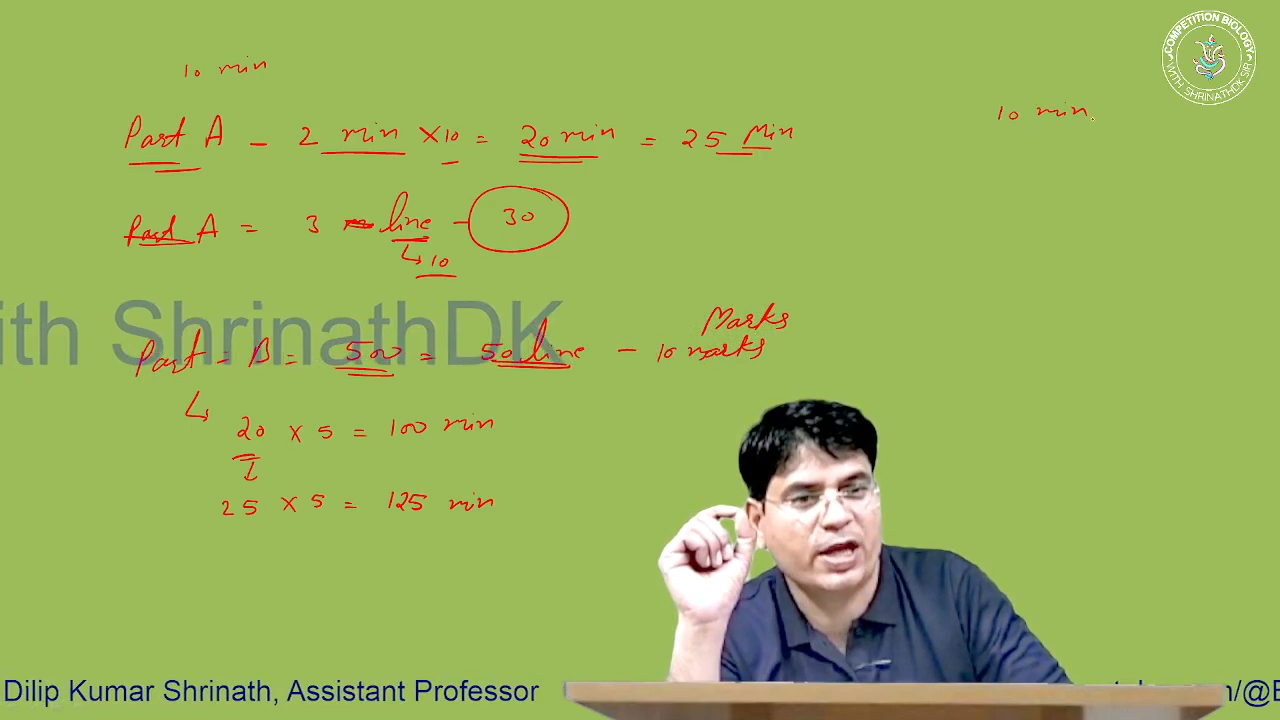 COMPETITION BIOLOGY
WITH SHRINATHDK SIR
10 min
10 min.
Part A - 2 min × 10 = 20 min = 25 Min
Part A = 3 line - 30
↳ 10
ith ShrinathDK
Marks
Part - B = 500 = 50 line - 10 marks
↳
20 × 5 = 100 min
25 × 5 = 125 min
Dilip Kumar Shrinath, Assistant Professor
/@